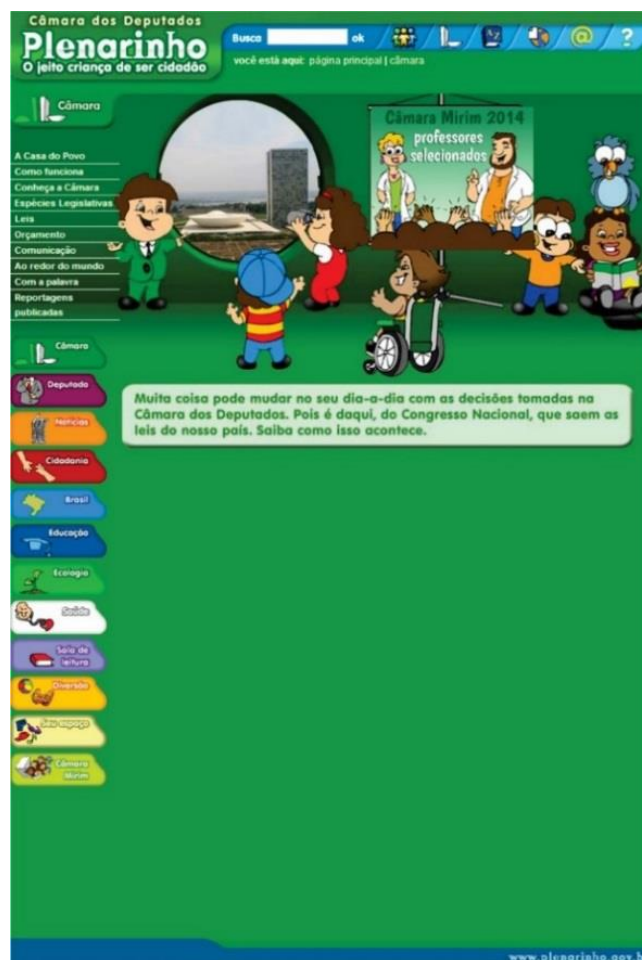 Câmara dos Deputados
Plenarinho
O jeito criança de ser cidadão
Busca ok
A Z
@ ?
você está aqui: página principal | câmara
Câmara
A Casa do Povo
Como funciona
Conheça a Câmara
Espécies Legislativas
Leis
Orçamento
Comunicação
Ao redor do mundo
Com a palavra
Reportagens
publicadas
Câmara Mirim 2014
professores
selecionados
Câmara
Deputado
Notícias
Cidadania
Brasil
Educação
Ecologia
Saúde
Sala de
leitura
Diversão
Seu espaço
Câmara
Mirim
Muita coisa pode mudar no seu dia-a-dia com as decisões tomadas na
Câmara dos Deputados. Pois é daqui, do Congresso Nacional, que saem as
leis do nosso país. Saiba como isso acontece.
www.plenarinho.gov.b